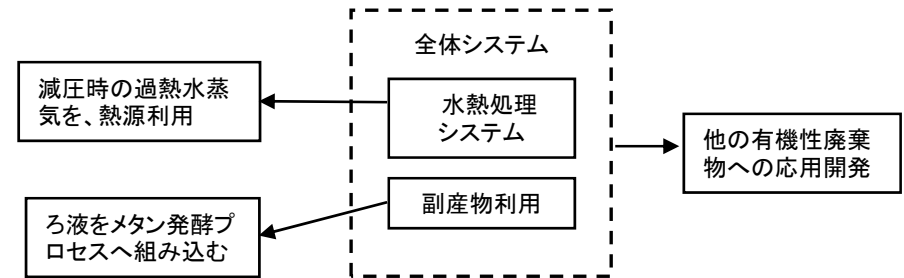 全体システム
減圧時の過熱水蒸
気を、熱源利用
水熱処理
システム
他の有機性廃棄
物への応用開発
副産物利用
ろ液をメタン発酵プ
ロセスへ組み込む